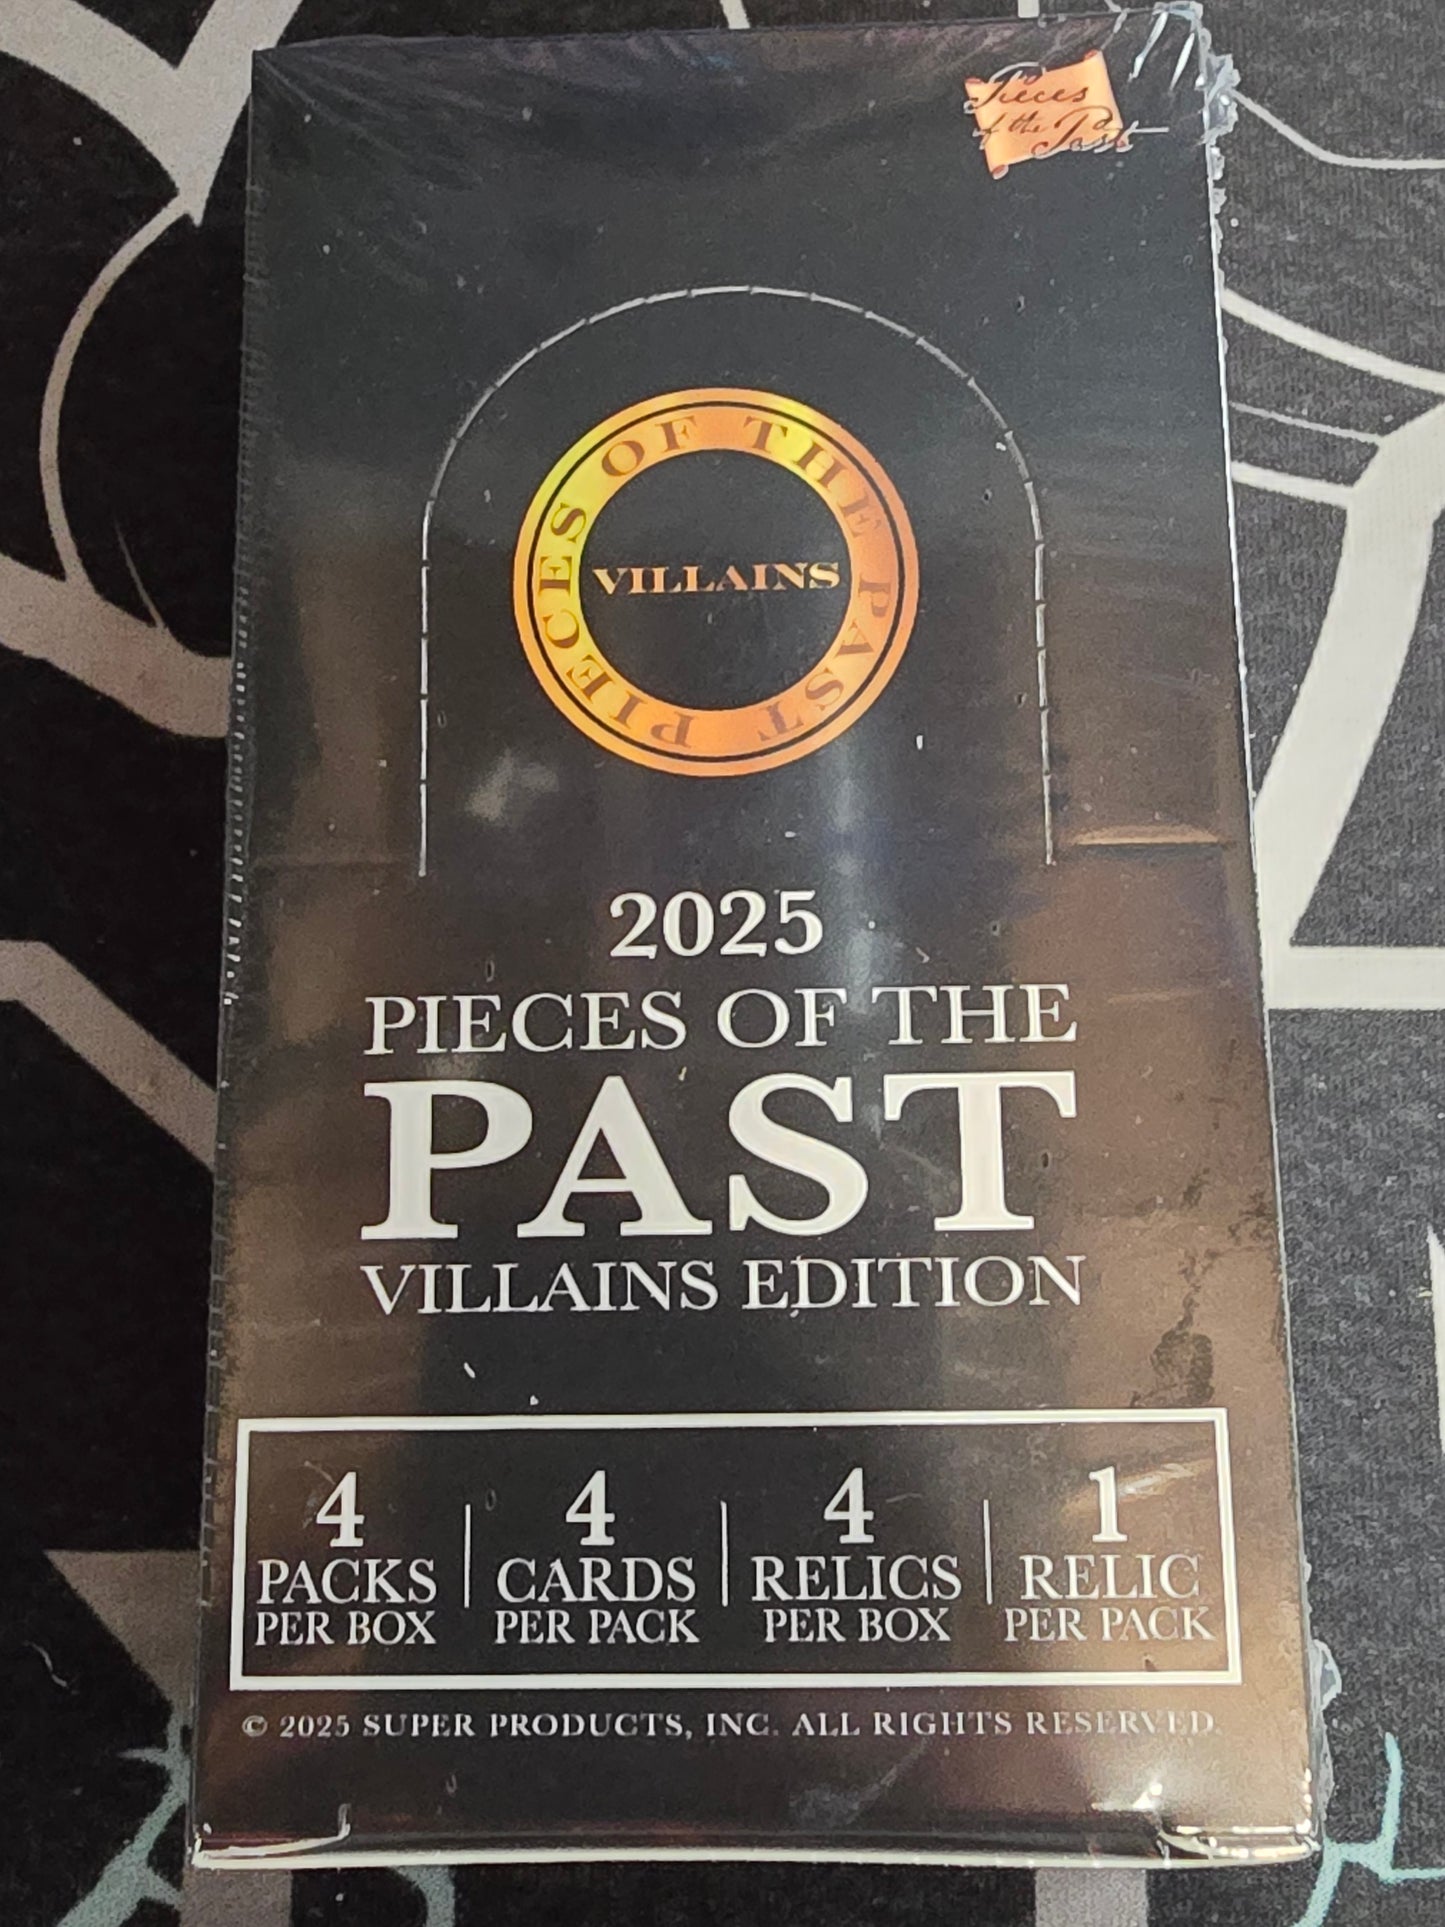 Pieces
of the Past
PIECES OF THE PAST
VILLAINS
2025
PIECES OF THE
PAST
VILLAINS EDITION
4 4 4 1
PACKS CARDS RELICS RELIC
PER BOX PER PACK PER BOX PER PACK
© 2025 SUPER PRODUCTS, INC. ALL RIGHTS RESERVED.